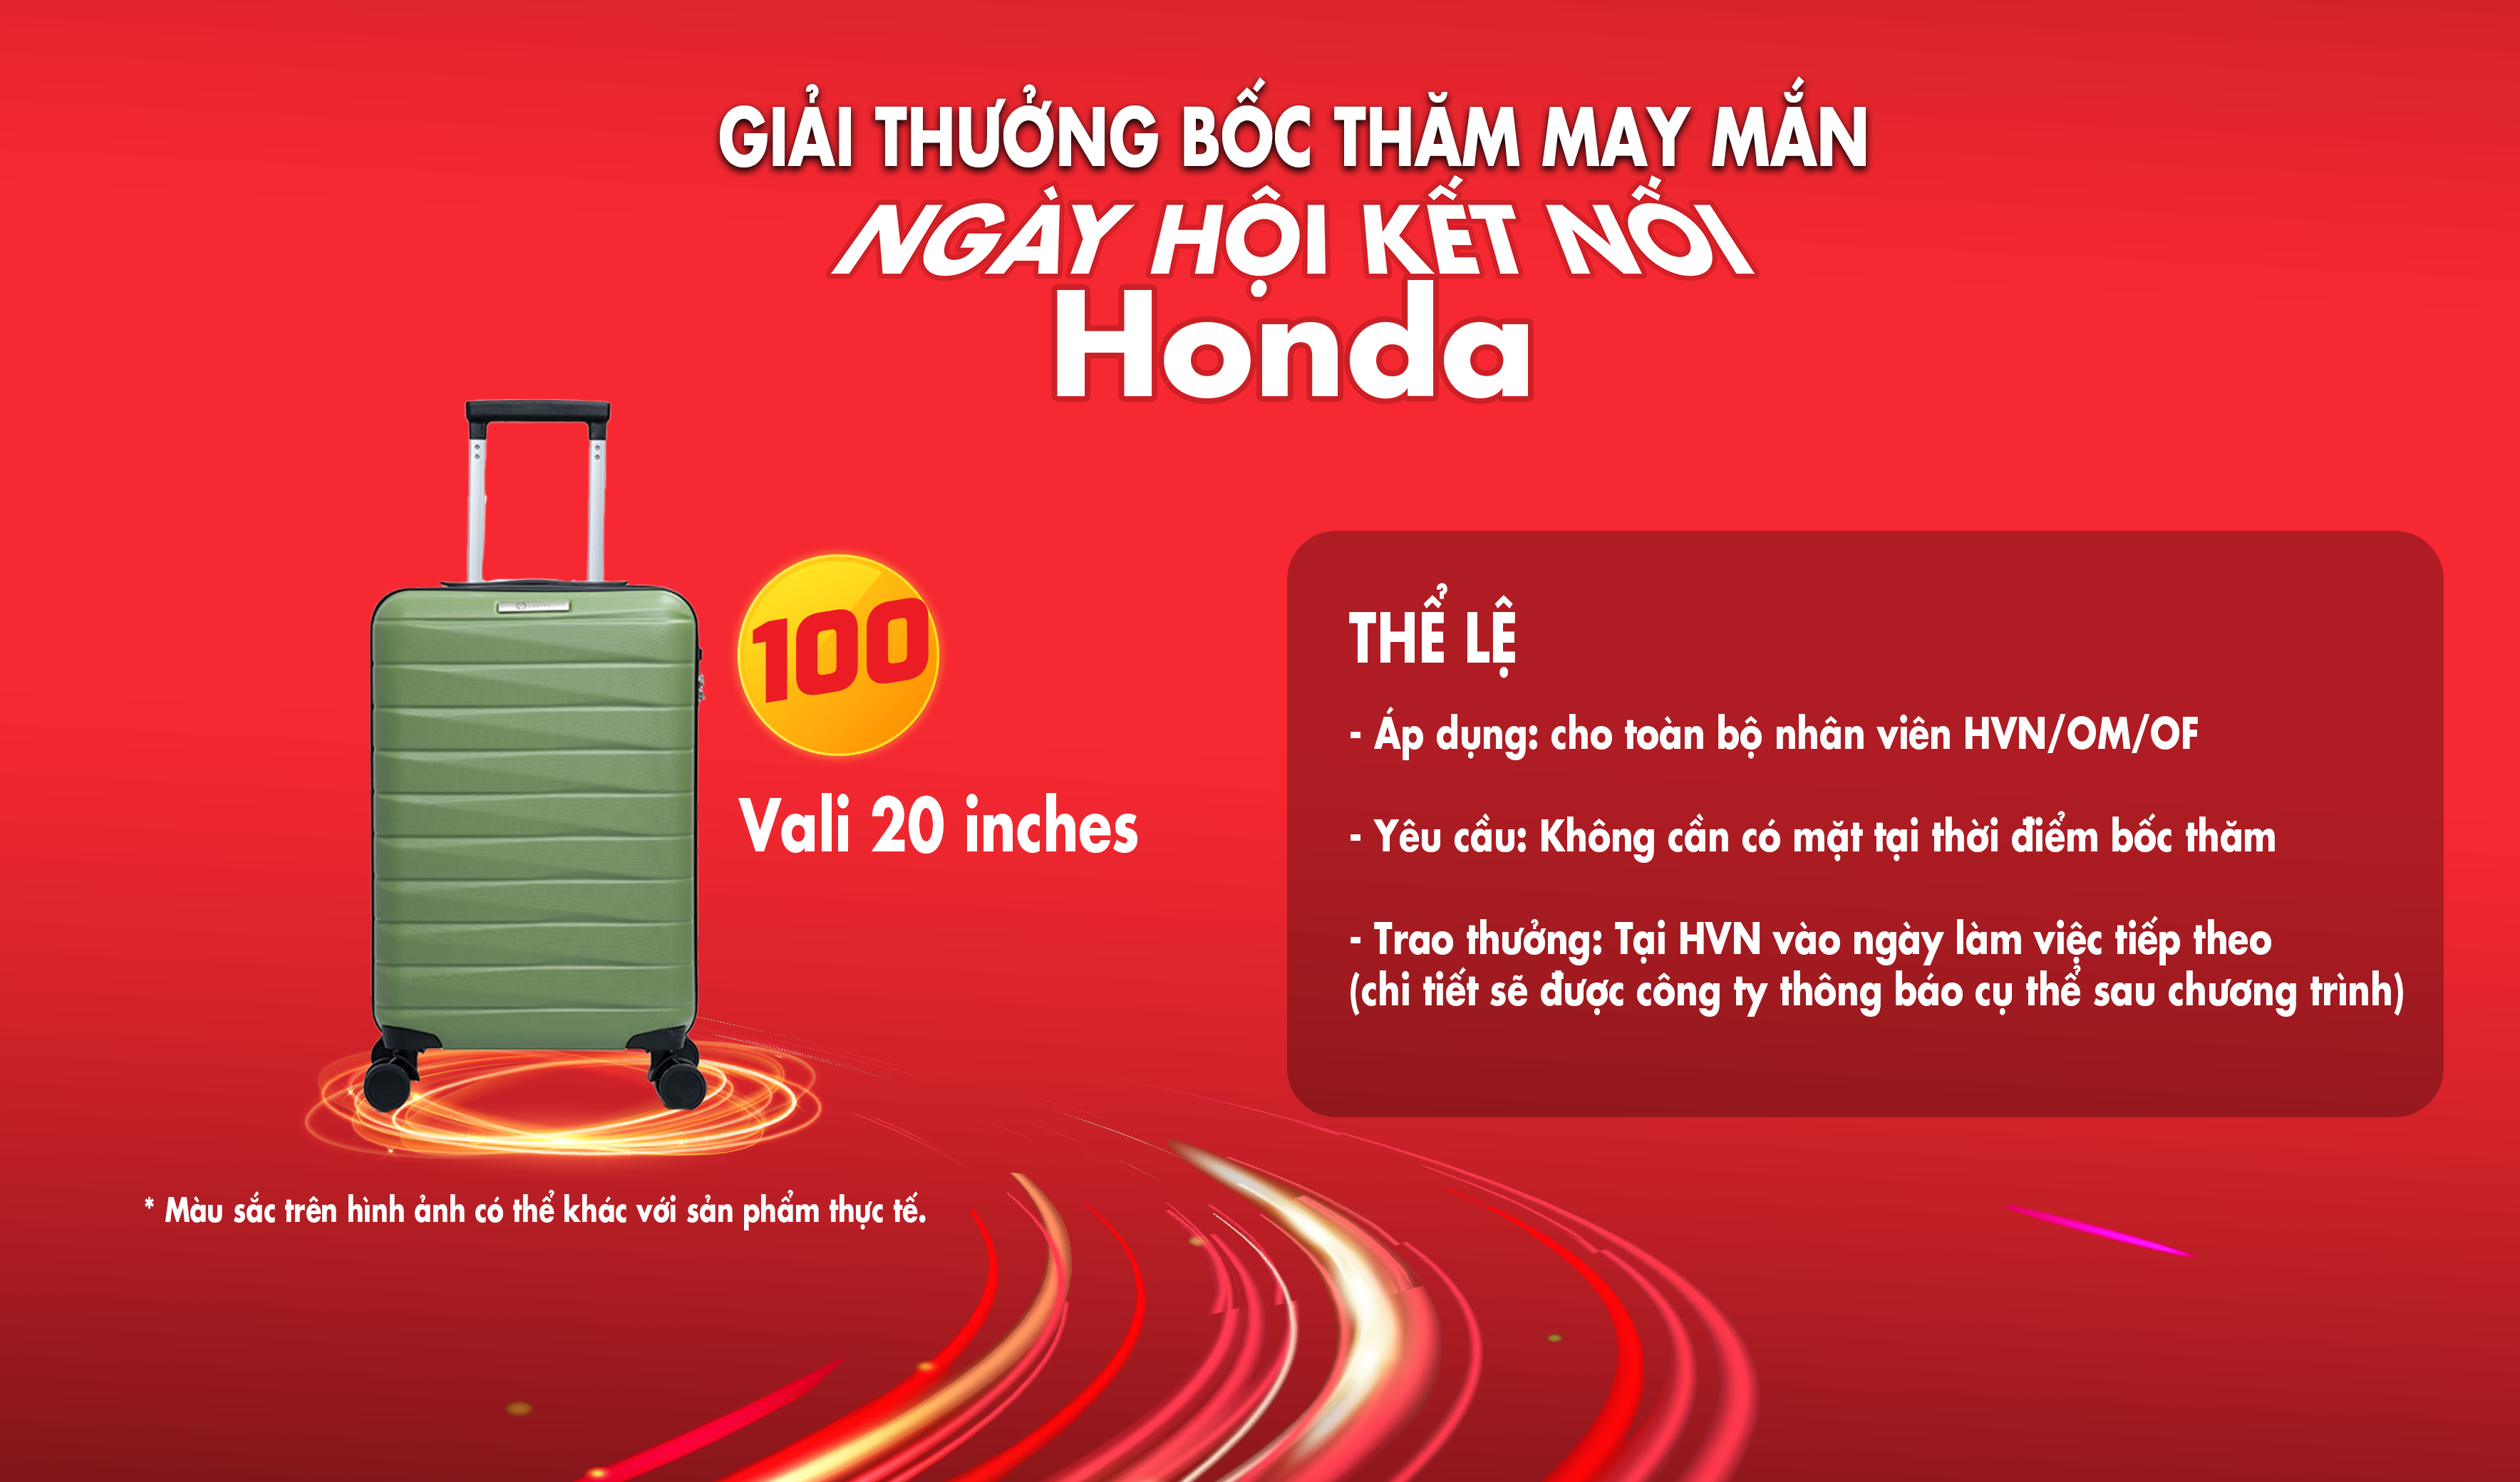 GIẢI THƯỞNG BỐC THĂM MAY MẮN
NGÀY HỘI KẾT NỐI
Honda
100
Vali 20 inches
THỂ LỆ
- Áp dụng: cho toàn bộ nhân viên HVN/OM/OF
- Yêu cầu: Không cần có mặt tại thời điểm bốc thăm
- Trao thưởng: Tại HVN vào ngày làm việc tiếp theo
(chi tiết sẽ được công ty thông báo cụ thể sau chương trình)
* Màu sắc trên hình ảnh có thể khác với sản phẩm thực tế.